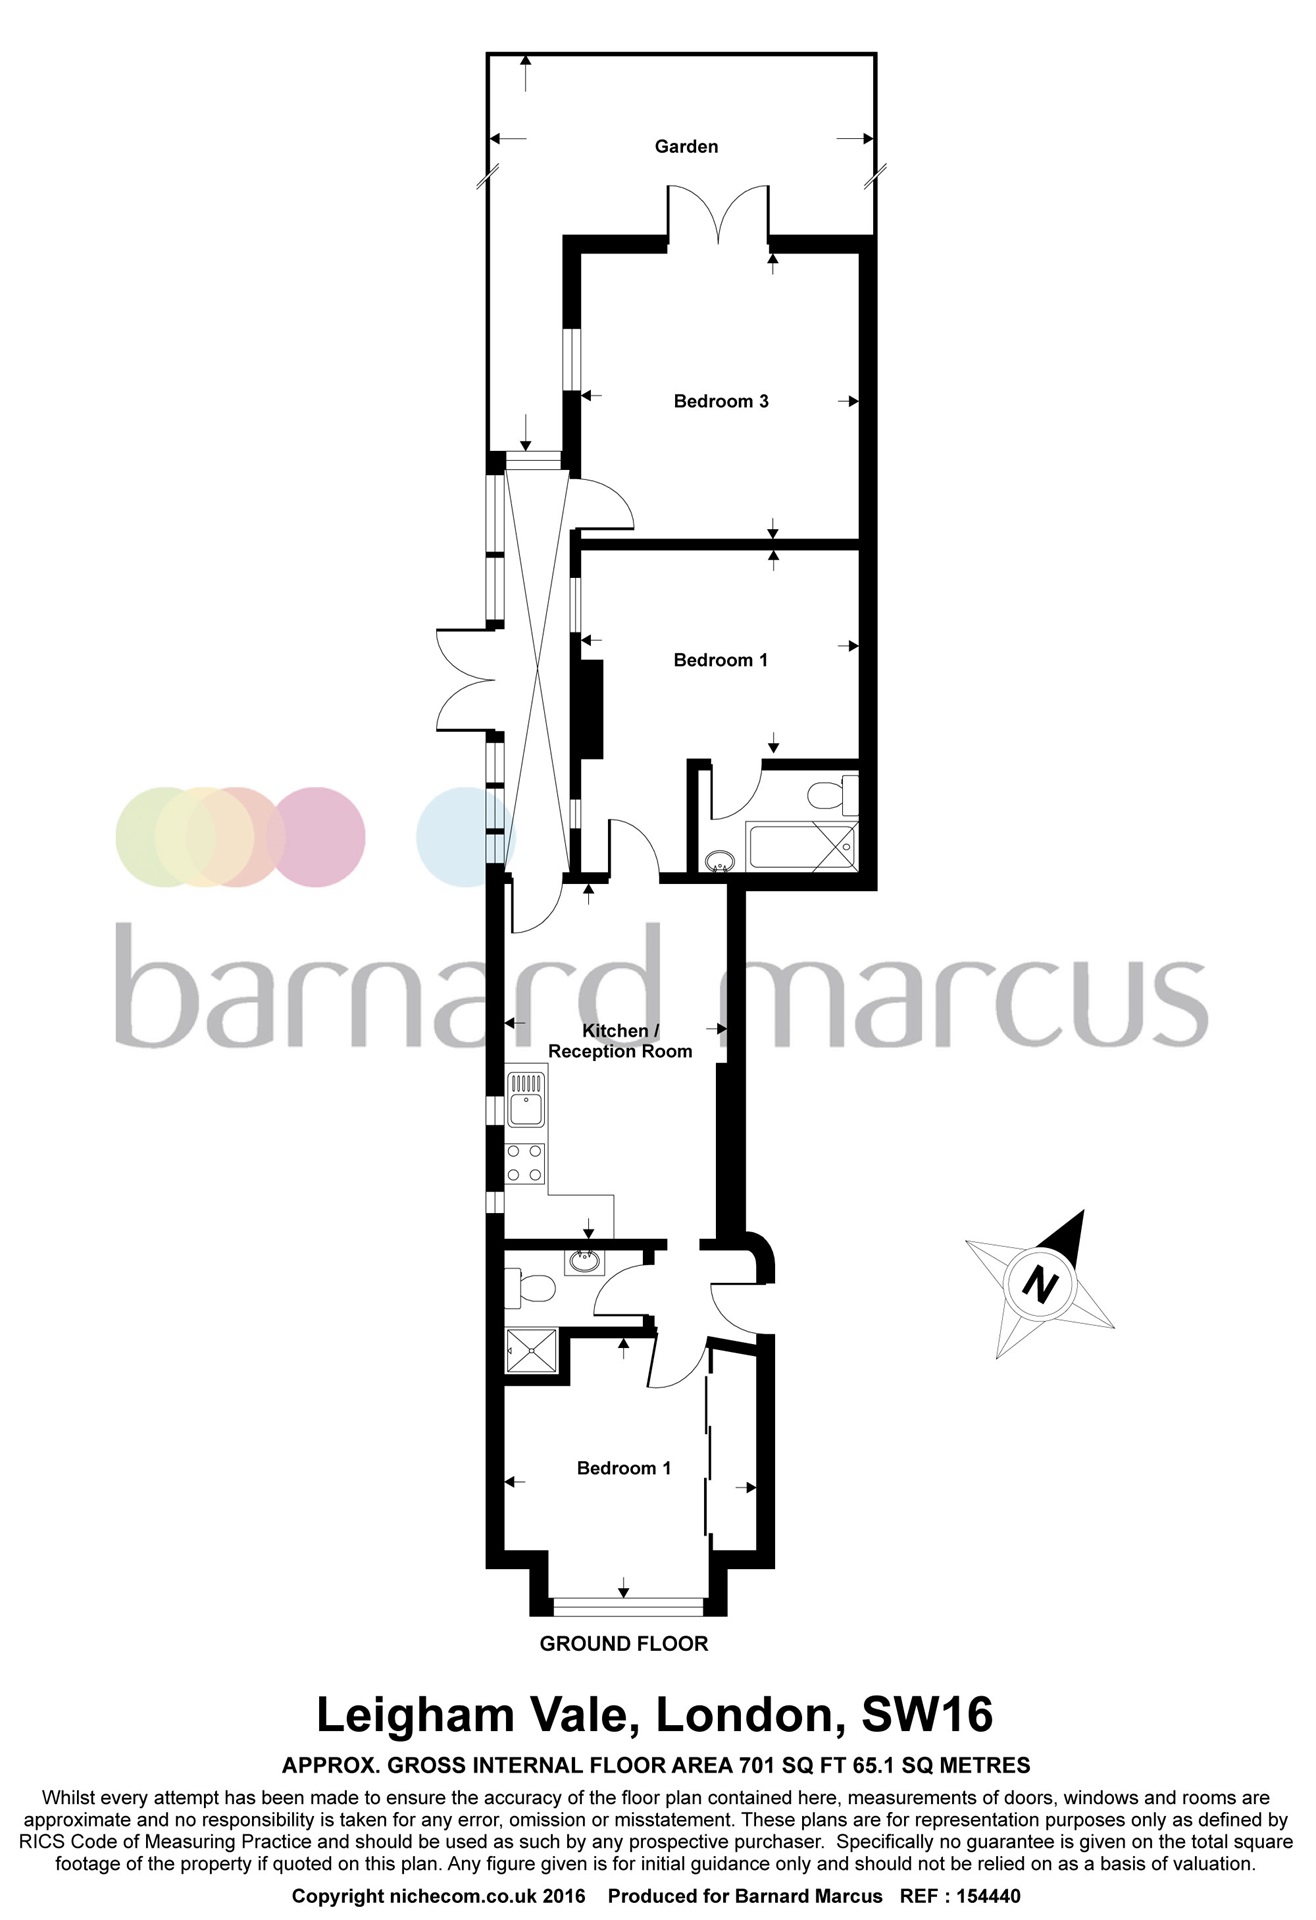 Garden
Bedroom 3
Bedroom 1
barnard marcus
Kitchen /
Reception Room
N
Bedroom 1
GROUND FLOOR
Leigham Vale, London, SW16
APPROX. GROSS INTERNAL FLOOR AREA 701 SQ FT 65.1 SQ METRES
Whilst every attempt has been made to ensure the accuracy of the floor plan contained here, measurements of doors, windows and rooms are
approximate and no responsibility is taken for any error, omission or misstatement. These plans are for representation purposes only as defined by
RICS Code of Measuring Practice and should be used as such by any prospective purchaser. Specifically no guarantee is given on the total square
footage of the property if quoted on this plan. Any figure given is for initial guidance only and should not be relied on as a basis of valuation.
Copyright nichecom.co.uk 2016 Produced for Barnard Marcus REF : 154440